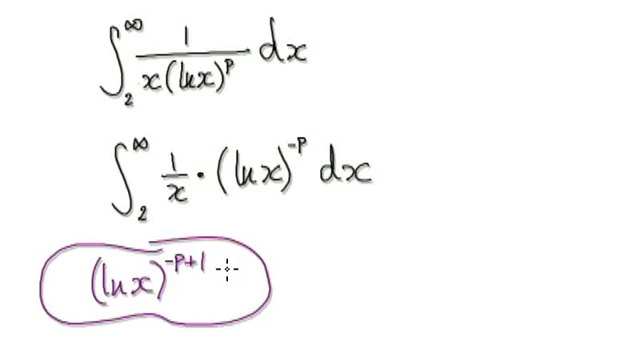 ∫₂^∞ 1/(x(ln x)^p) dx
∫₂^∞ 1/x · (ln x)^(-p) dx
(ln x)^(-p+1)